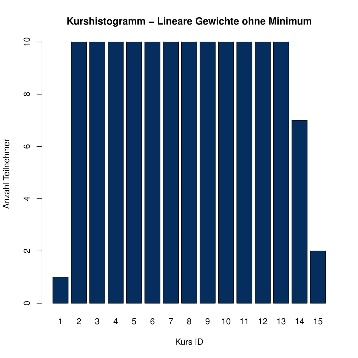 Kurshistogramm – Lineare Gewichte ohne Minimum
10
8
6
4
2
0
Anzahl Teilnehmer
1 2 3 4 5 6 7 8 9 10 11 12 13 14 15
Kurs ID